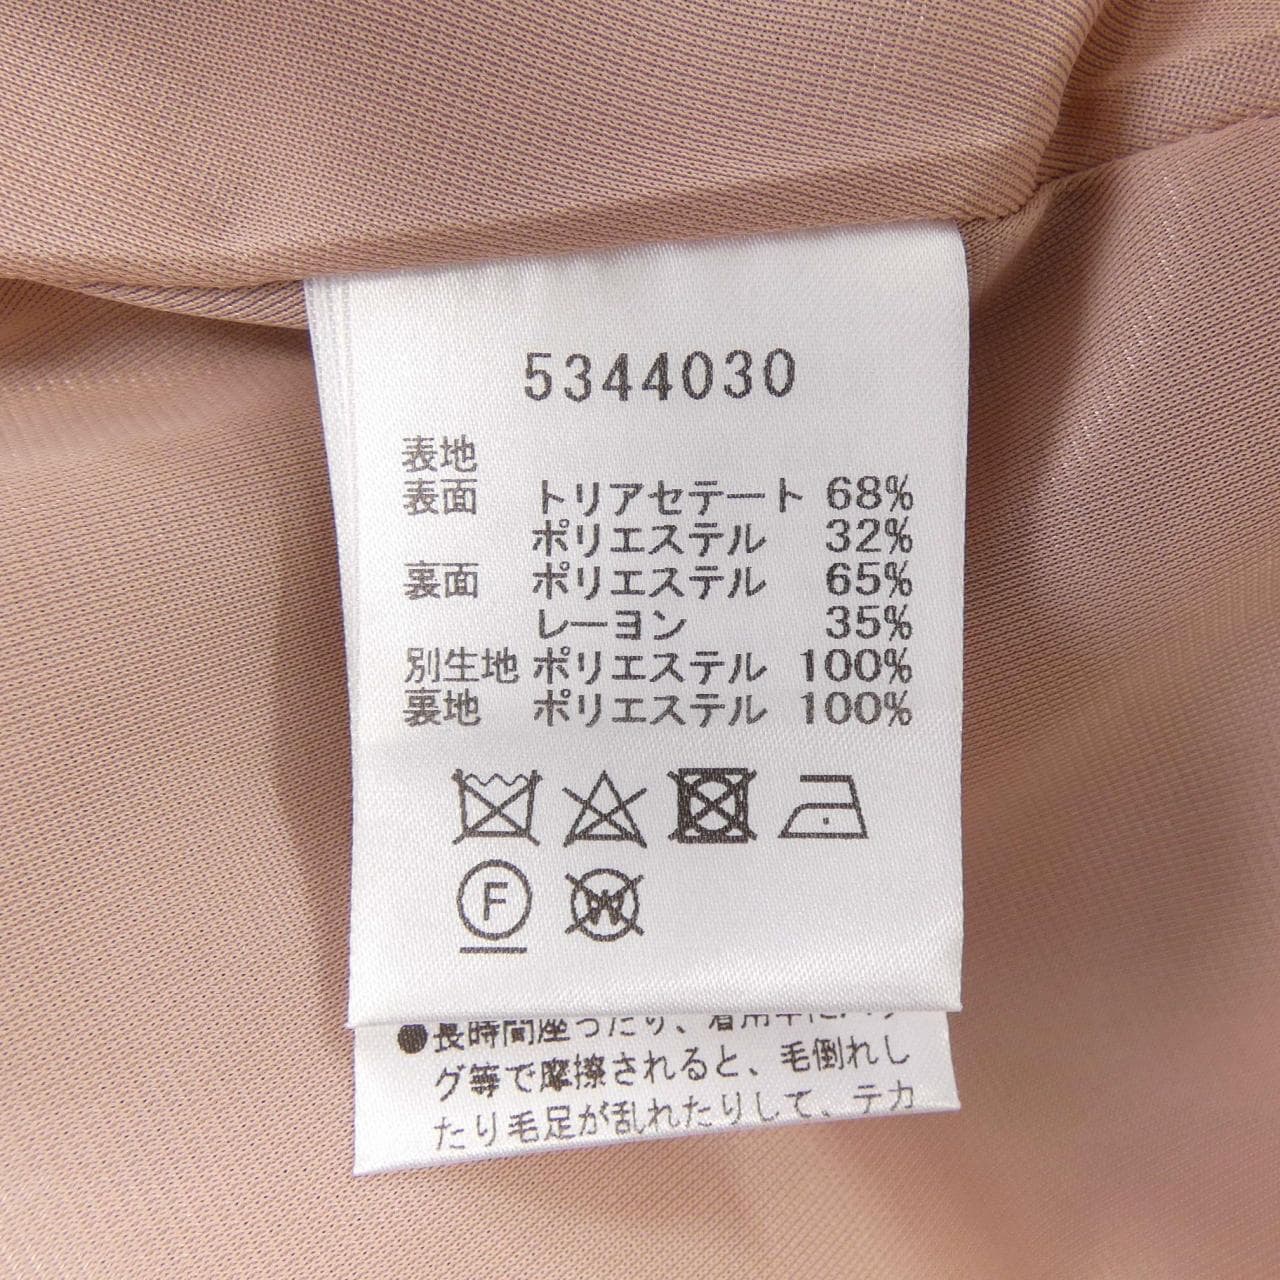 5344030
表地
表面 トリアセテート 68%
ポリエステル 32%
裏面 ポリエステル 65%
レーヨン 35%
別生地 ポリエステル 100%
裏地 ポリエステル 100%
F W
●長時間座ったり、着用中にバッ
グ等で摩擦されると、毛倒れし
たり毛足が乱れたりして、テカ